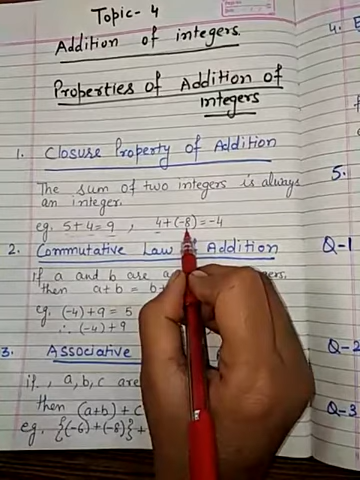 Topic-4
Addition of integers.
Properties of Addition of
integers
1. Closure Property of Addition
The sum of two integers is always
an integer.
eg. 5+4=9 , 4+(-8)=-4
2. Commutative Law Addition
if a and b are
then a+b =
eg. (-4)+9 = 5
∴ (-4)+9
3. Associative
if, a,b,c are
then (a+b)+c
eg. {(-6)+(-8)}+
4.
5.
Q-1
Q-2
Q-3